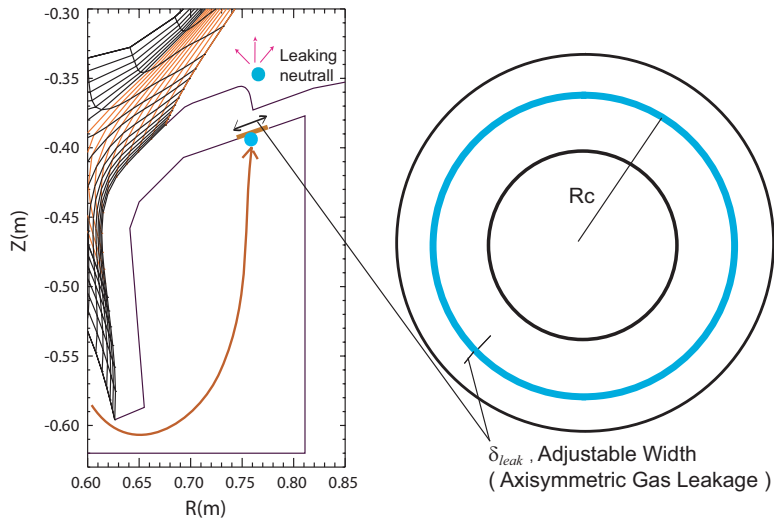 -0.30
-0.35
-0.40
-0.45
-0.50
-0.55
-0.60
Z(m)
0.60
0.65
0.70
0.75
0.80
0.85
R(m)
Leaking
neutrall
Rc
δleak , Adjustable Width
( Axisymmetric Gas Leakage )